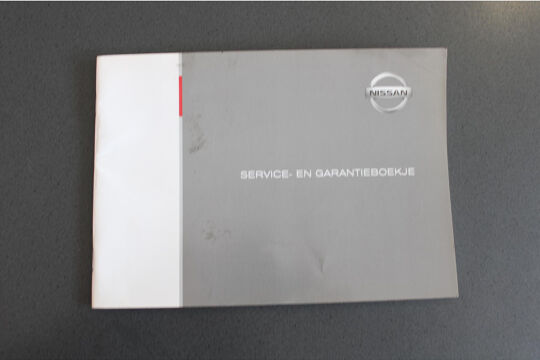 NISSAN
SERVICE- EN GARANTIEBOEKJE